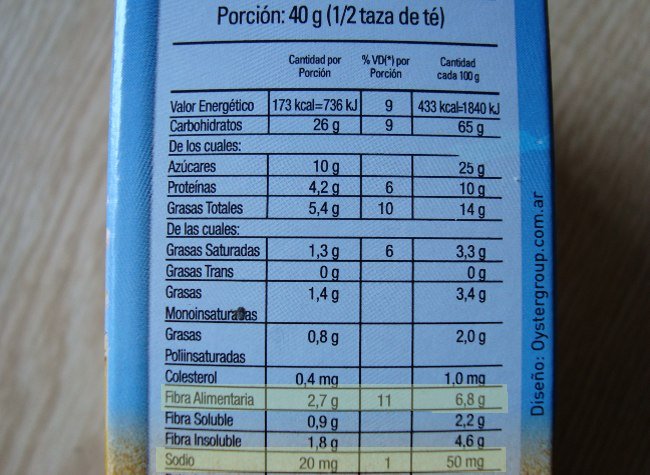 Porción: 40 g (1/2 taza de té)
Cantidad por Porción % VD(*) por Porción Cantidad cada 100 g
Valor Energético 173 kcal=736 kJ 9 433 kcal=1840 kJ
Carbohidratos 26 g 9 65 g
De los cuales:
Azúcares 10 g 25 g
Proteínas 4,2 g 6 10 g
Grasas Totales 5,4 g 10 14 g
De las cuales:
Grasas Saturadas 1,3 g 6 3,3 g
Grasas Trans 0 g 0 g
Grasas 1,4 g 3,4 g
Monoinsaturadas
Grasas 0,8 g 2,0 g
Poliinsaturadas
Colesterol 0,4 mg 1,0 mg
Fibra Alimentaria 2,7 g 11 6,8 g
Fibra Soluble 0,9 g 2,2 g
Fibra Insoluble 1,8 g 4,6 g
Sodio 20 mg 1 50 mg
Diseño: Oystergroup.com.ar